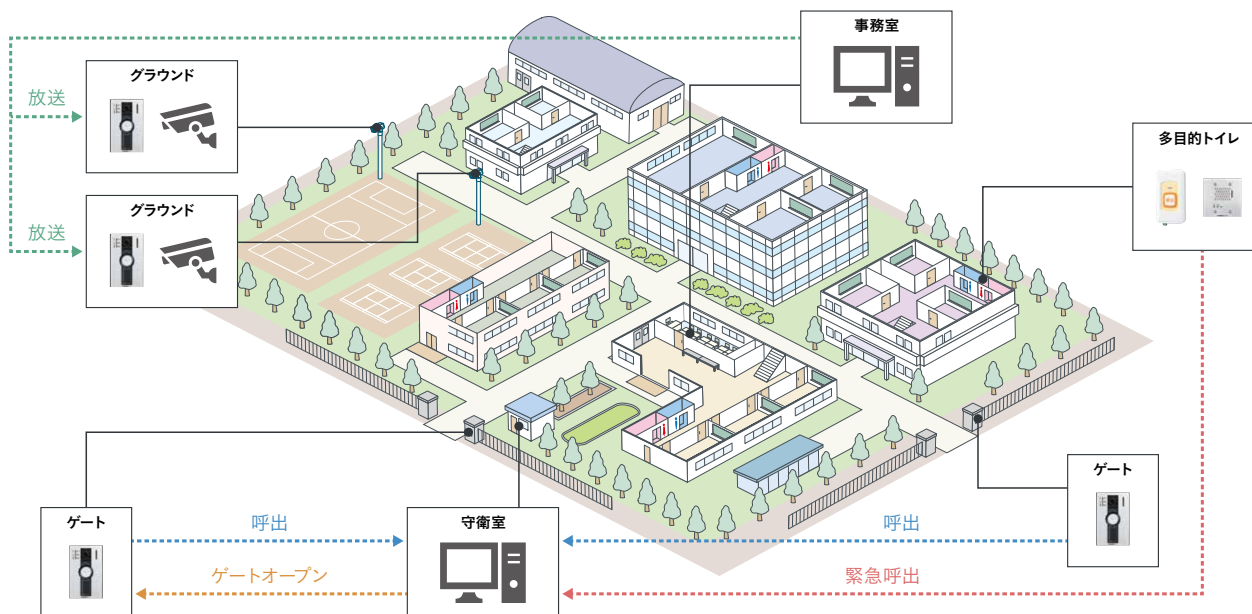 事務室
グラウンド
放送
多目的トイレ
グラウンド
放送
ゲート
守衛室
ゲート
呼出
呼出
ゲートオープン
緊急呼出